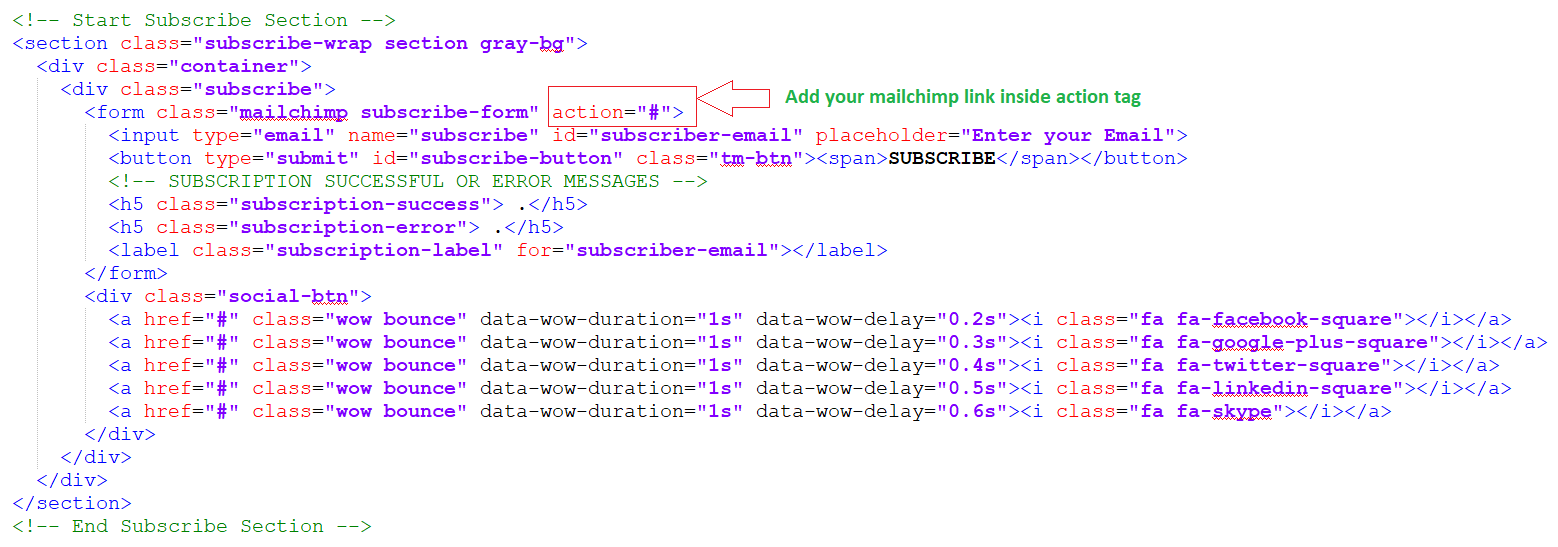 <!-- Start Subscribe Section -->
<section class="subscribe-wrap section gray-bg">
  <div class="container">
    <div class="subscribe">
      <form class="mailchimp subscribe-form" action="#"> Add your mailchimp link inside action tag
        <input type="email" name="subscribe" id="subscriber-email" placeholder="Enter your Email">
        <button type="submit" id="subscribe-button" class="tm-btn"><span>SUBSCRIBE</span></button>
        <!-- SUBSCRIPTION SUCCESSFUL OR ERROR MESSAGES -->
        <h5 class="subscription-success"> .</h5>
        <h5 class="subscription-error"> .</h5>
        <label class="subscription-label" for="subscriber-email"></label>
      </form>
      <div class="social-btn">
        <a href="#" class="wow bounce" data-wow-duration="1s" data-wow-delay="0.2s"><i class="fa fa-facebook-square"></i></a>
        <a href="#" class="wow bounce" data-wow-duration="1s" data-wow-delay="0.3s"><i class="fa fa-google-plus-square"></i></a>
        <a href="#" class="wow bounce" data-wow-duration="1s" data-wow-delay="0.4s"><i class="fa fa-twitter-square"></i></a>
        <a href="#" class="wow bounce" data-wow-duration="1s" data-wow-delay="0.5s"><i class="fa fa-linkedin-square"></i></a>
        <a href="#" class="wow bounce" data-wow-duration="1s" data-wow-delay="0.6s"><i class="fa fa-skype"></i></a>
      </div>
    </div>
  </div>
</section>
<!-- End Subscribe Section -->